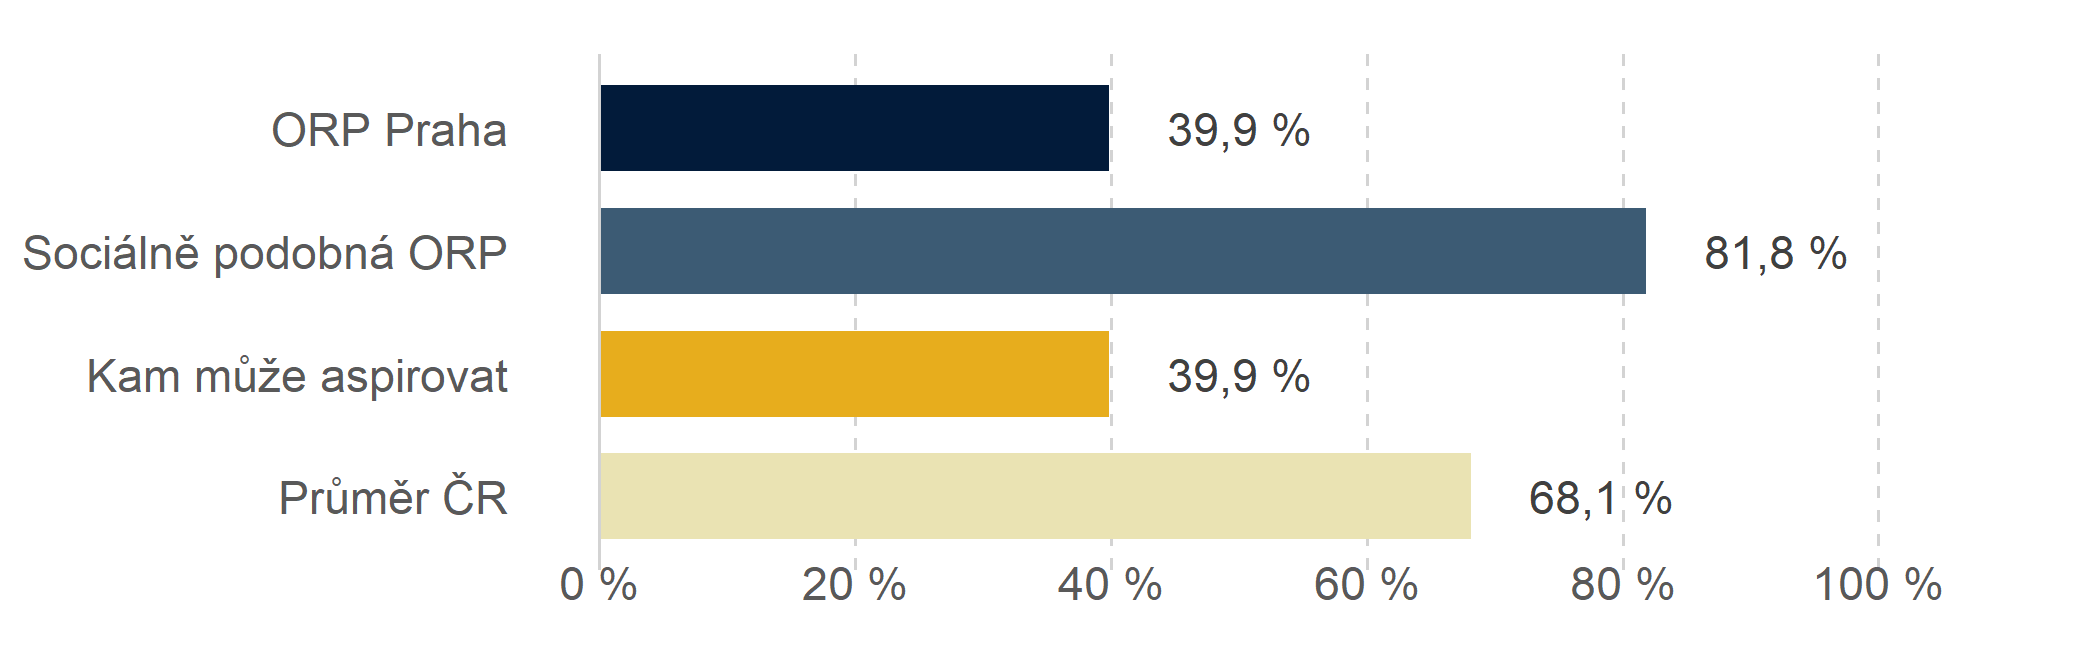 ORP Praha
39,9 %
Sociálně podobná ORP
81,8 %
Kam může aspirovat
39,9 %
Průměr ČR
68,1 %
0 % 20 % 40 % 60 % 80 % 100 %